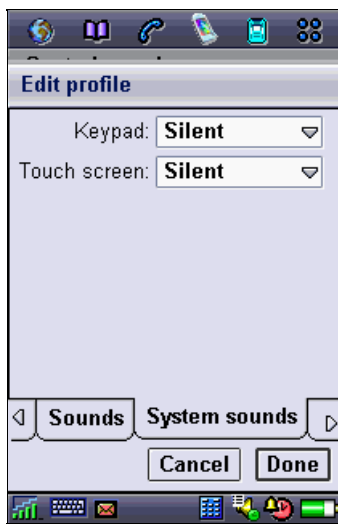 Edit profile
Keypad: Silent
Touch screen: Silent
Sounds System sounds
Cancel Done